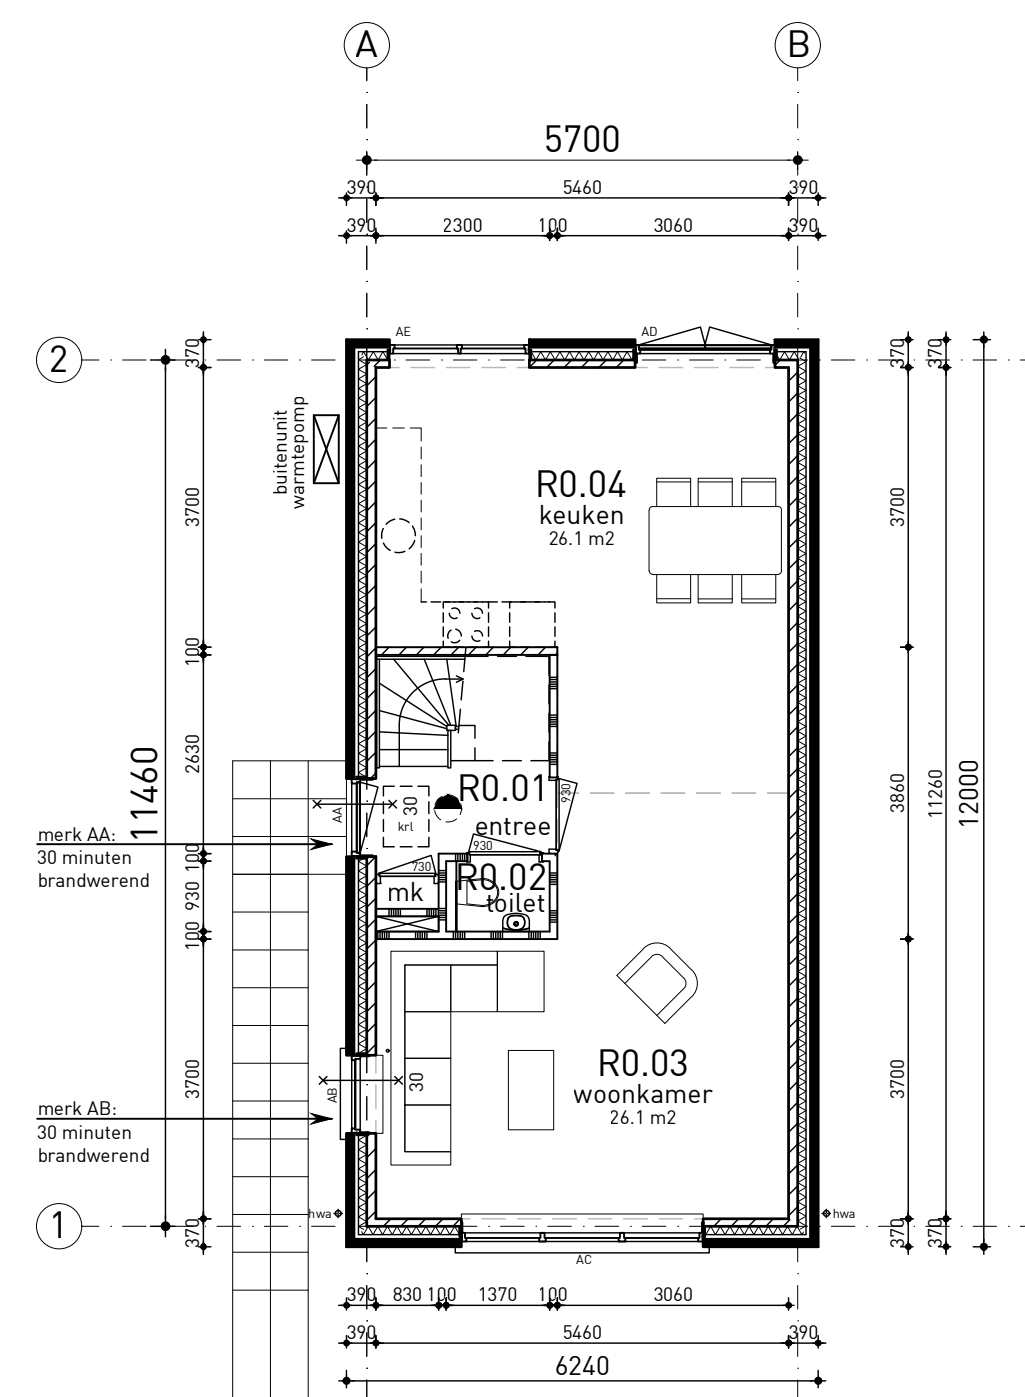 A
B
5700
390
5460
390
390
2300
100
3060
390
AE
AD
2
370
370
370
buitenunit
warmtepomp
3700
R0.04
keuken
26.1 m2
3700
100
2630
11460
R0.01
entree
930
30
krl
AA
3860
11260
12000
merk AA:
30 minuten
brandwerend
100
930
100
730
930
mk
R0.02
toilet
3700
R0.03
woonkamer
26.1 m2
3700
30
AB
merk AB:
30 minuten
brandwerend
hwa
hwa
1
370
370
370
AC
390
830
100
1370
100
3060
390
5460
390
6240